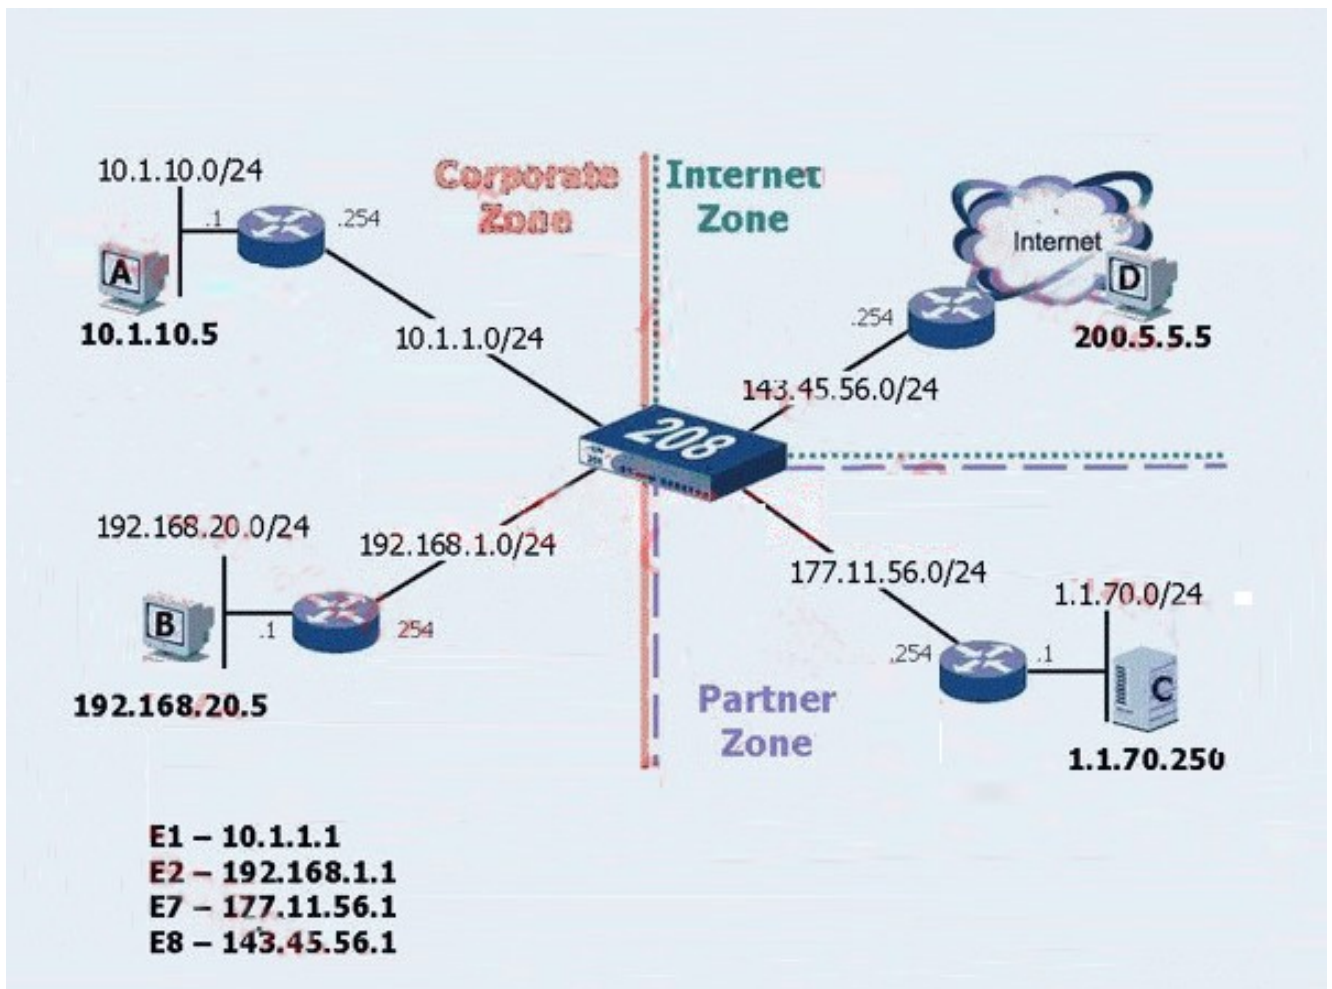 10.1.10.0/24
.1
.254
A
10.1.10.5
10.1.1.0/24
Corporate
Zone
Internet
Zone
Internet
D
.254
200.5.5.5
143.45.56.0/24
208
192.168.20.0/24
192.168.1.0/24
B
.1
254
192.168.20.5
177.11.56.0/24
1.1.70.0/24
.254
.1
C
1.1.70.250
Partner
Zone
E1 – 10.1.1.1
E2 – 192.168.1.1
E7 – 177.11.56.1
E8 – 143.45.56.1